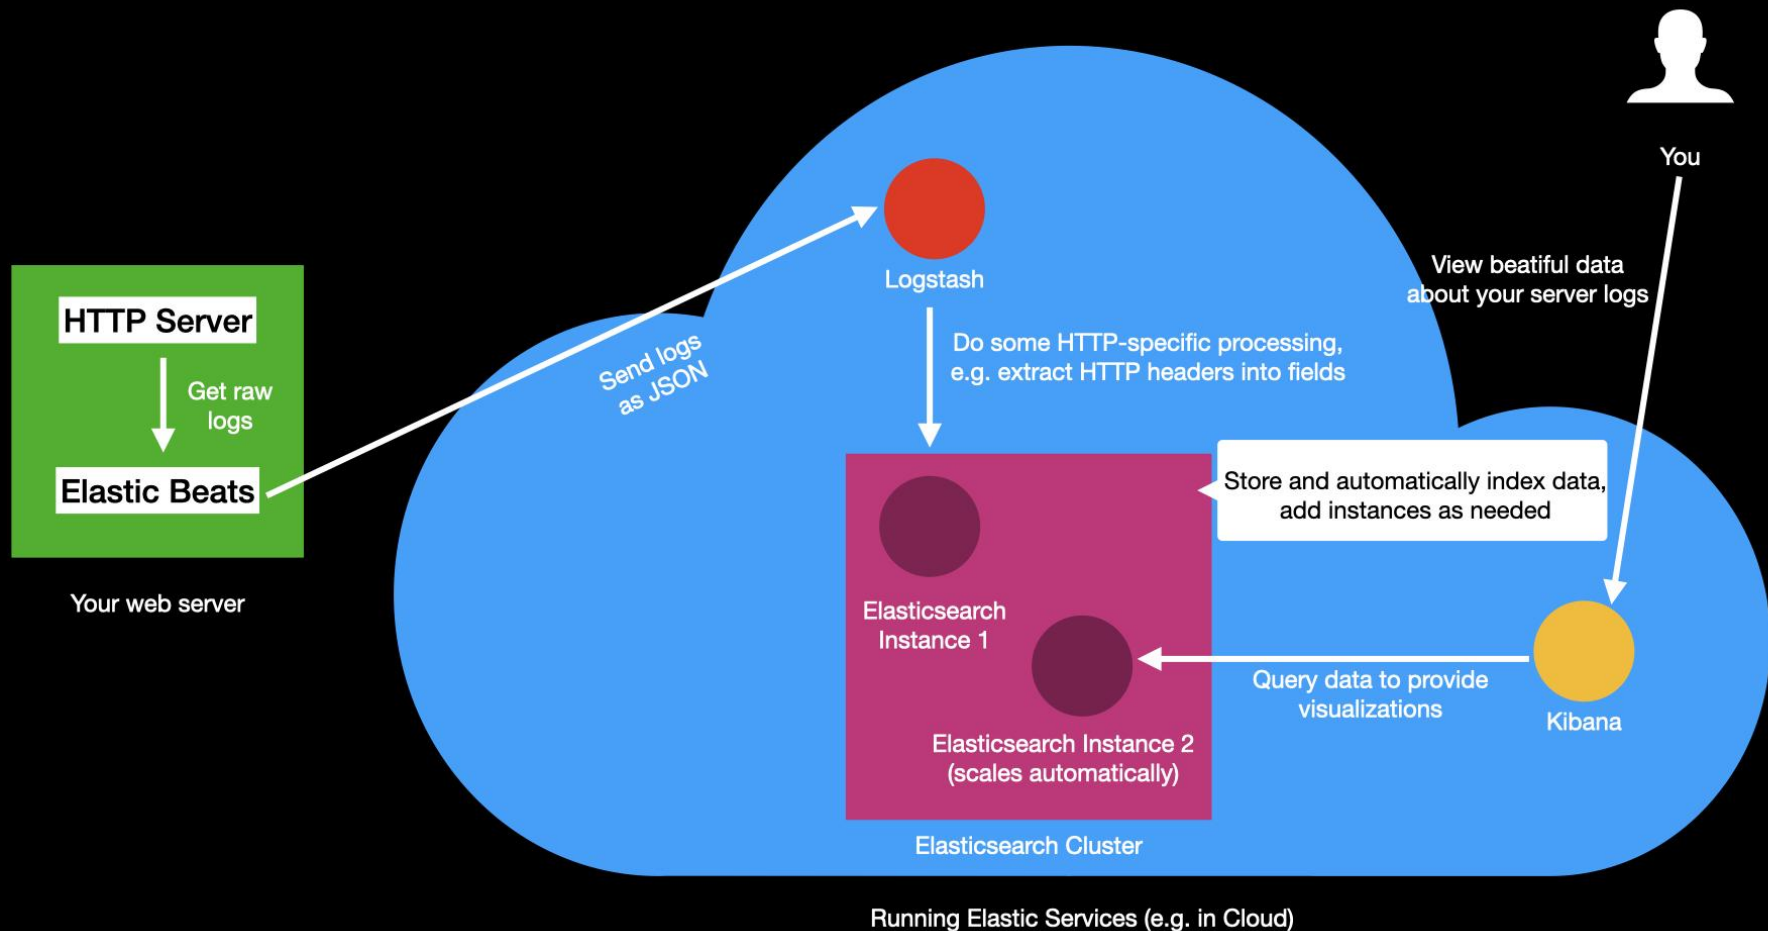 You
HTTP Server
Get raw
logs
Elastic Beats
Your web server
Send logs
as JSON
Logstash
Do some HTTP-specific processing,
e.g. extract HTTP headers into fields
View beatiful data
about your server logs
Store and automatically index data,
add instances as needed
Elasticsearch
Instance 1
Elasticsearch Instance 2
(scales automatically)
Query data to provide
visualizations
Kibana
Elasticsearch Cluster
Running Elastic Services (e.g. in Cloud)